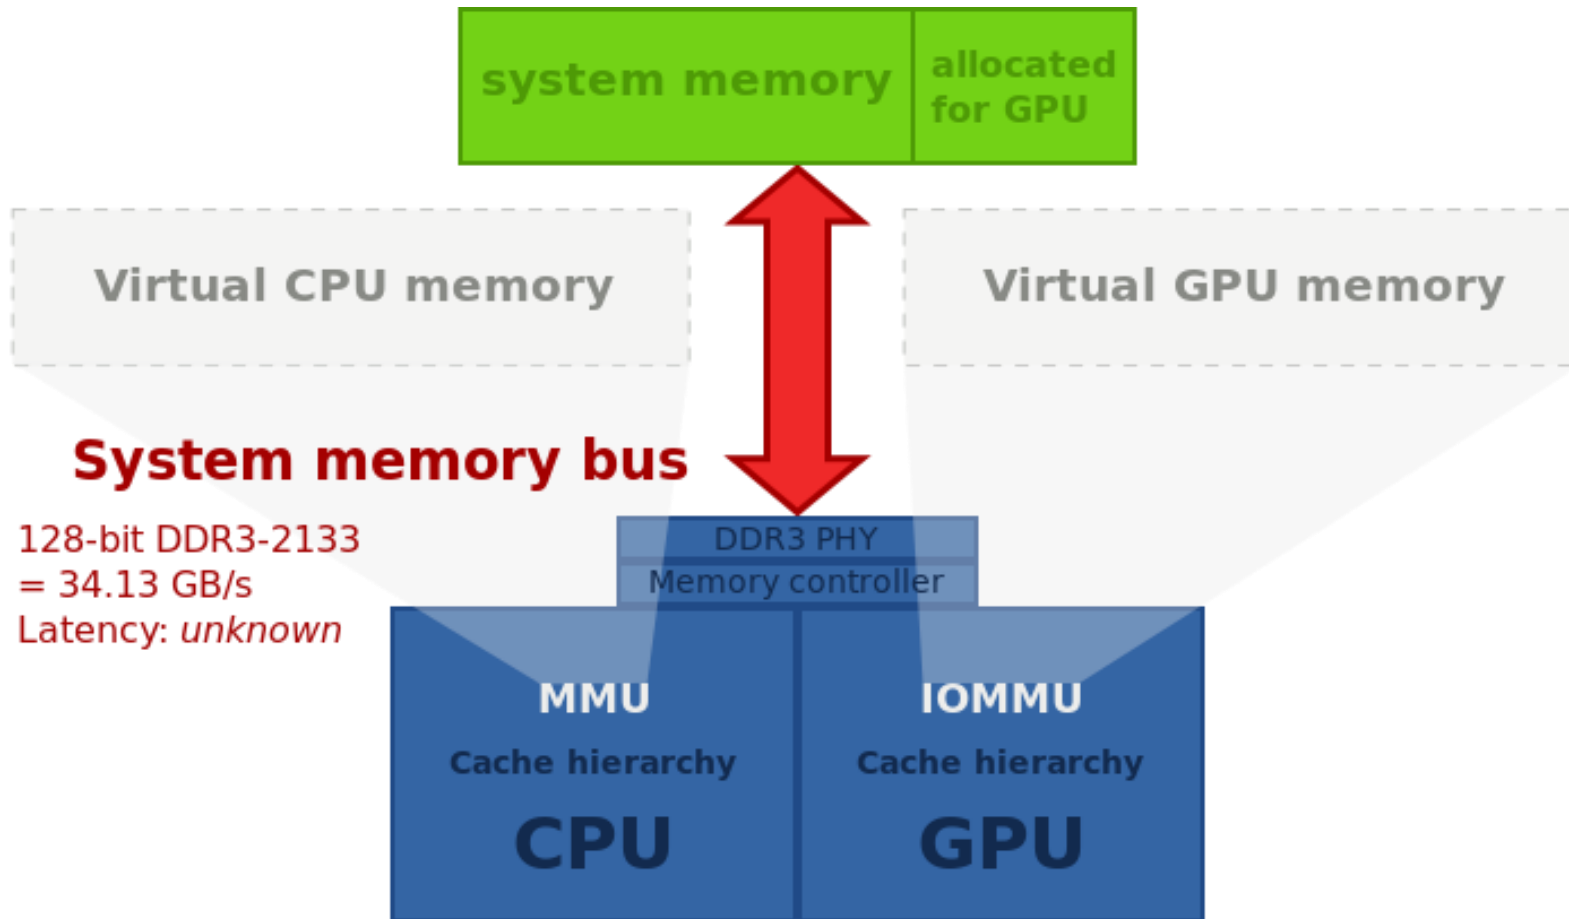 system memory
allocated
for GPU
Virtual CPU memory
Virtual GPU memory
System memory bus
128-bit DDR3-2133
= 34.13 GB/s
Latency: unknown
DDR3 PHY
Memory controller
MMU
IOMMU
Cache hierarchy
Cache hierarchy
CPU
GPU